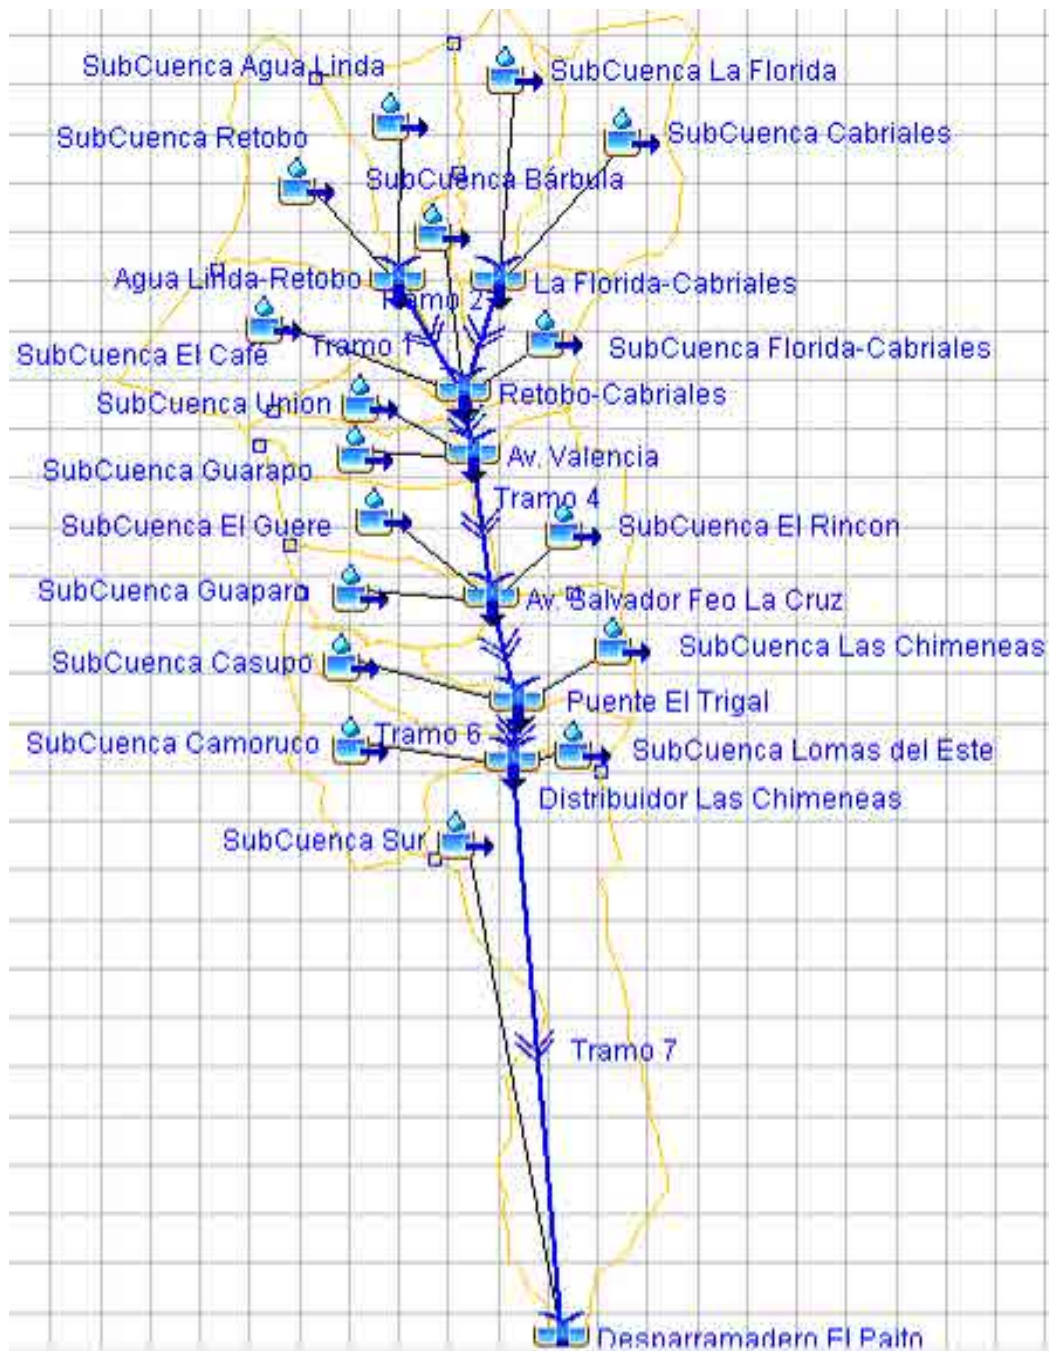 SubCuenca Agua Linda
SubCuenca La Florida
SubCuenca Retobo
SubCuenca Cabriales
SubCuenca Bárbula
Agua Linda-Retobo
La Florida-Cabriales
Tramo 2
SubCuenca El Café
Tramo 1
SubCuenca Florida-Cabriales
SubCuenca Union
Retobo-Cabriales
SubCuenca Guarapo
Av. Valencia
Tramo 4
SubCuenca El Guere
SubCuenca El Rincon
SubCuenca Guaparo
Av. Salvador Feo La Cruz
SubCuenca Casupo
SubCuenca Las Chimeneas
Puente El Trigal
SubCuenca Camoruco
Tramo 6
SubCuenca Lomas del Este
Distribuidor Las Chimeneas
SubCuenca Sur
Tramo 7
Desparramadero El Paito